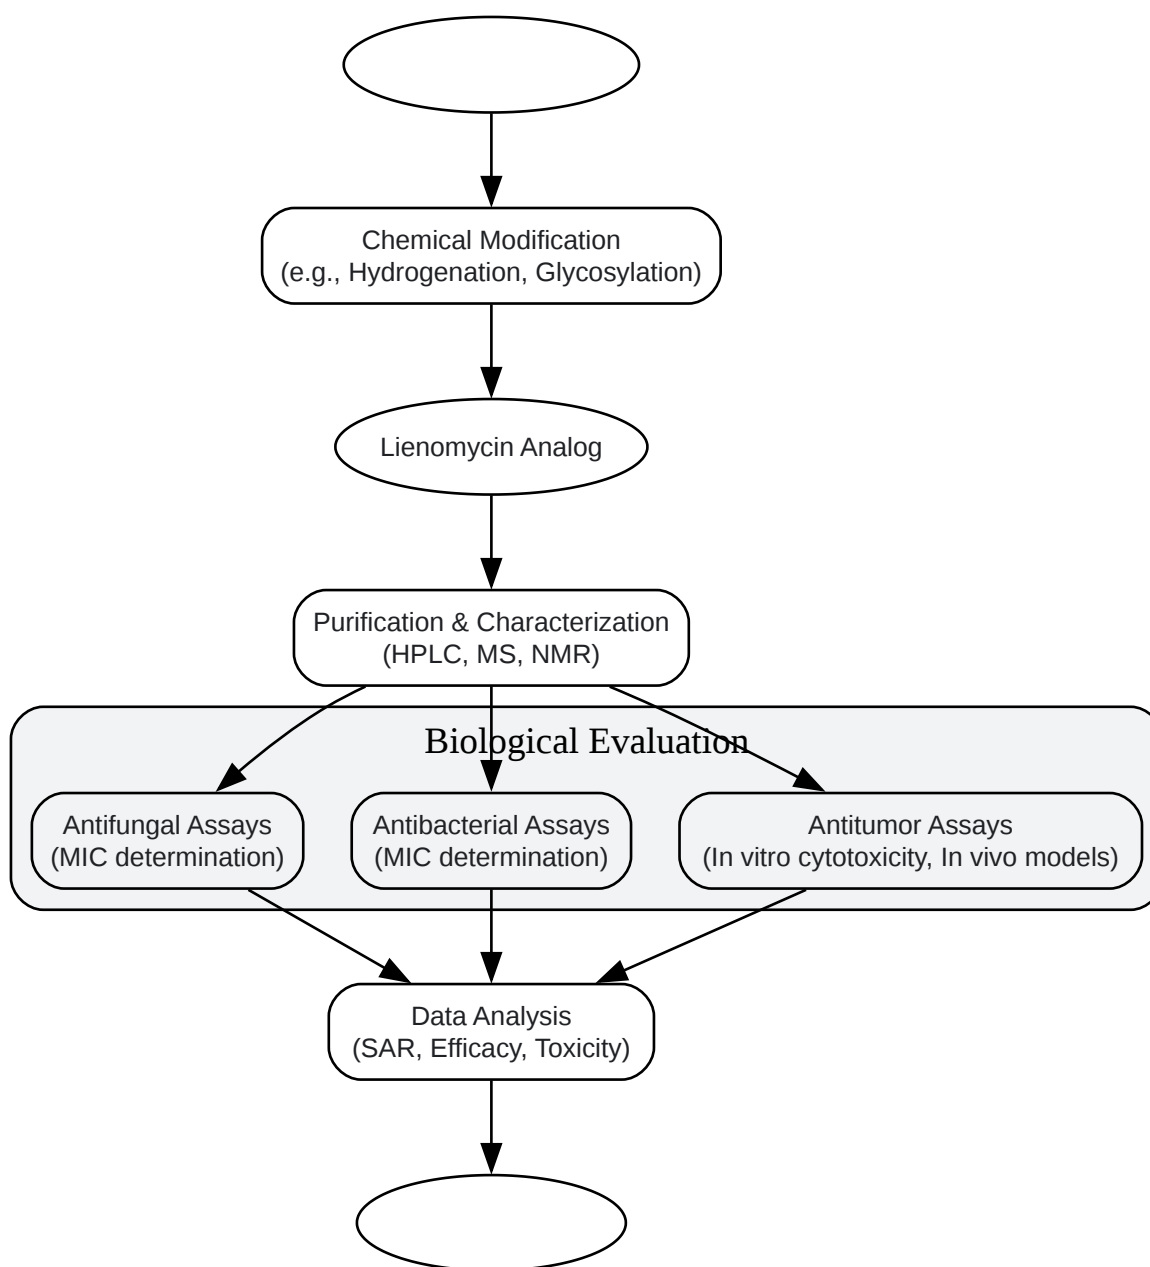 Chemical Modification
(e.g., Hydrogenation, Glycosylation)
Lienomycin Analog
Purification & Characterization
(HPLC, MS, NMR)
Biological Evaluation
Antifungal Assays
(MIC determination)
Antibacterial Assays
(MIC determination)
Antitumor Assays
(In vitro cytotoxicity, In vivo models)
Data Analysis
(SAR, Efficacy, Toxicity)